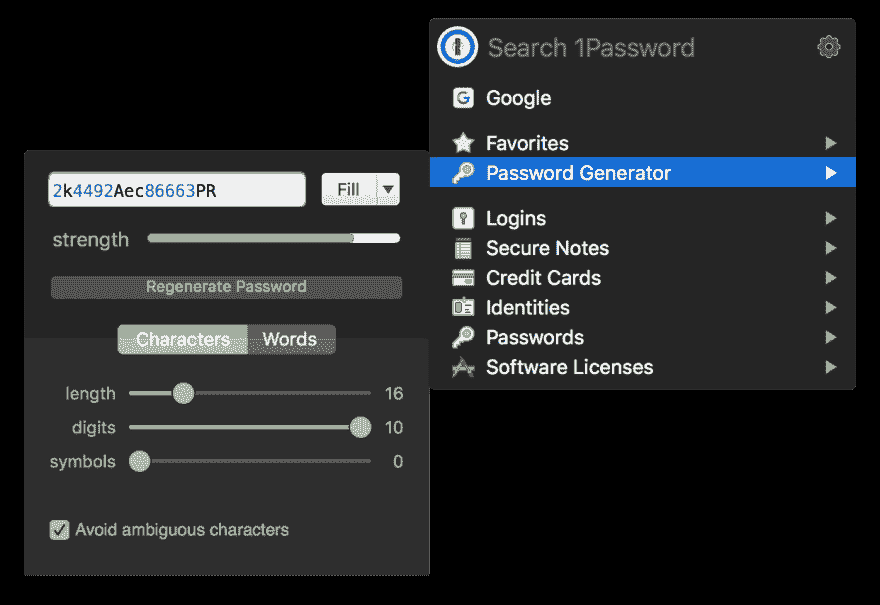 Search 1Password
Google
Favorites
Password Generator
Logins
Secure Notes
Credit Cards
Identities
Passwords
Software Licenses
2k4492Aec86663PR
Fill
strength
Regenerate Password
Characters Words
length 16
digits 10
symbols 0
Avoid ambiguous characters